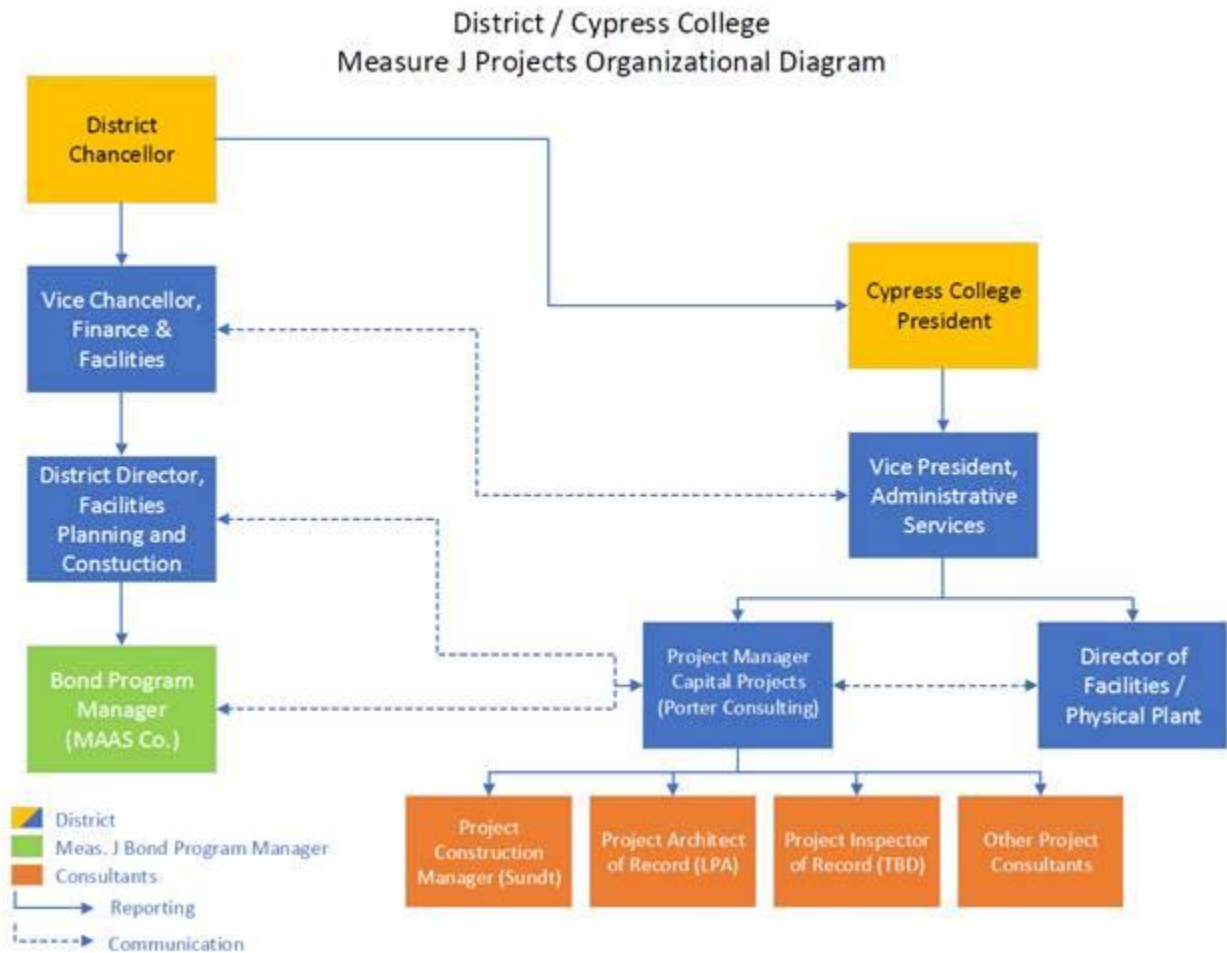 District / Cypress College
Measure J Projects Organizational Diagram
District
Chancellor
Vice Chancellor,
Finance &
Facilities
Cypress College
President
District Director,
Facilities
Planning and
Constuction
Vice President,
Administrative
Services
Bond Program
Manager
(MAAS Co.)
Project Manager
Capital Projects
(Porter Consulting)
Director of
Facilities /
Physical Plant
Project
Construction
Manager (Sundt)
Project Architect
of Record (LPA)
Project Inspector
of Record (TBD)
Other Project
Consultants
District
Meas. J Bond Program Manager
Consultants
Reporting
Communication